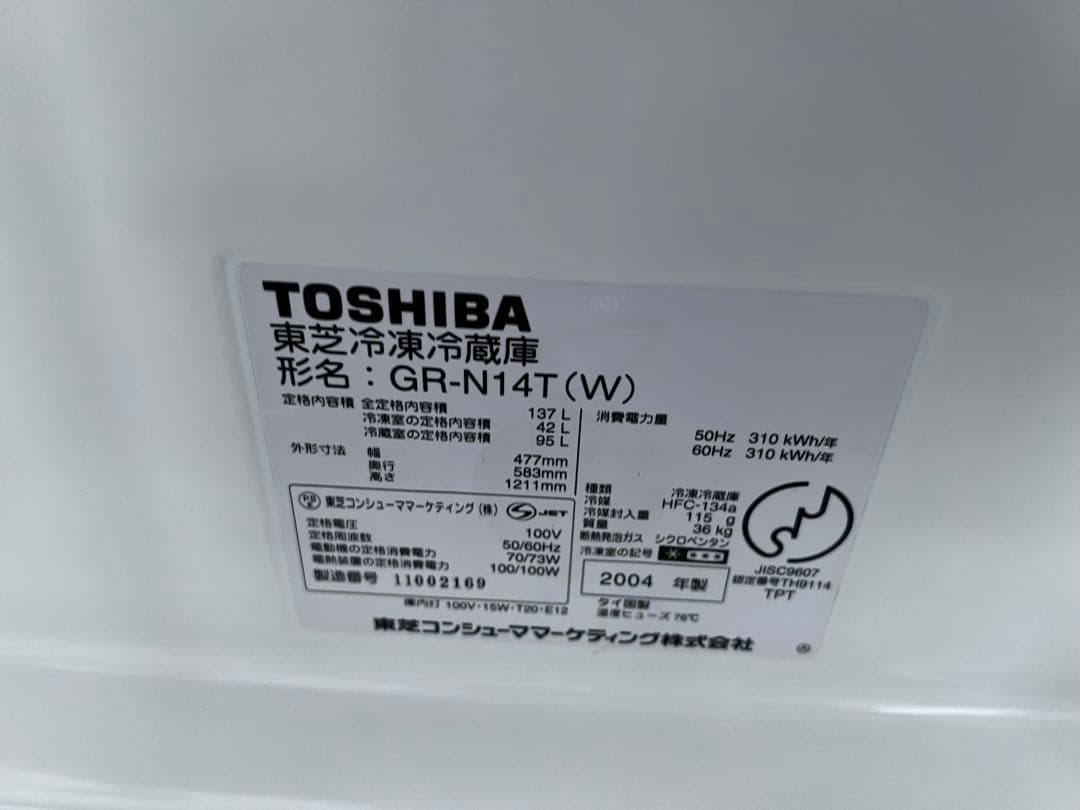 TOSHIBA
東芝冷凍冷蔵庫
形名：GR-N14T(W)
定格内容積 全定格内容積 137 L
冷凍室の定格内容積 42 L
冷蔵室の定格内容積 95 L
外形寸法 幅 477mm
奥行 583mm
高さ 1211mm
PS E 東芝コンシューママーケティング(株) JET
定格電圧 100V
定格周波数 50/60Hz
電動機の定格消費電力 70/73W
電熱装置の定格消費電力 100/100W
製造番号 11002169
庫内灯 100V・15W・T20・E12
消費電力量
50Hz 310 kWh/年
60Hz 310 kWh/年
種類 冷凍冷蔵庫
冷媒 HFC-134a
冷媒封入量 115 g
質量 36 kg
断熱発泡ガス シクロペンタン
冷凍室の記号
2004 年製
タイ国製
温度ヒューズ 76℃
JISC9607
認定番号TH9114
TPT
東芝コンシューママーケティング株式会社
Ⓐ